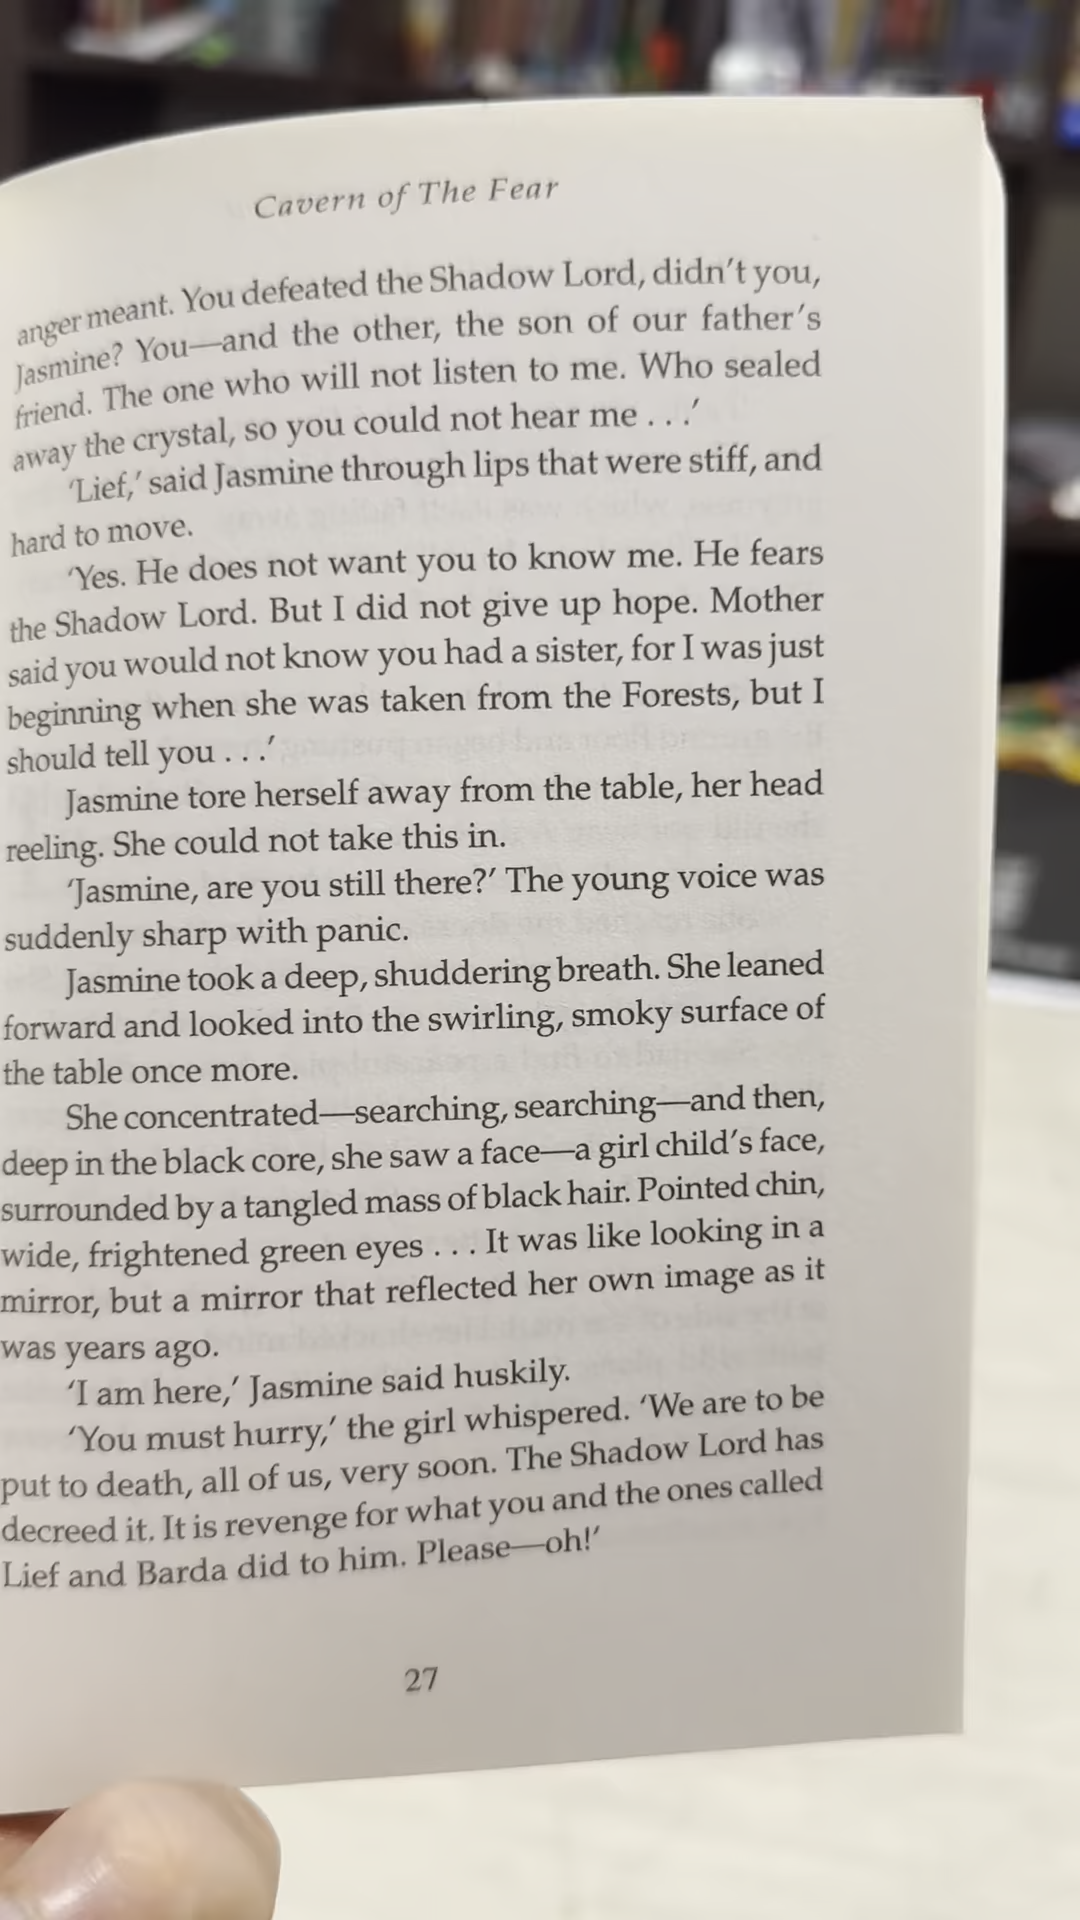 Cavern of The Fear
anger meant. You defeated the Shadow Lord, didn't you,
Jasmine? You—and the other, the son of our father's
friend. The one who will not listen to me. Who sealed
away the crystal, so you could not hear me . . .'
'Lief,' said Jasmine through lips that were stiff, and
hard to move.
'Yes. He does not want you to know me. He fears
the Shadow Lord. But I did not give up hope. Mother
said you would not know you had a sister, for I was just
beginning when she was taken from the Forests, but I
should tell you . . .'
Jasmine tore herself away from the table, her head
reeling. She could not take this in.
'Jasmine, are you still there?' The young voice was
suddenly sharp with panic.
Jasmine took a deep, shuddering breath. She leaned
forward and looked into the swirling, smoky surface of
the table once more.
She concentrated—searching, searching—and then,
deep in the black core, she saw a face—a girl child's face,
surrounded by a tangled mass of black hair. Pointed chin,
wide, frightened green eyes . . . It was like looking in a
mirror, but a mirror that reflected her own image as it
was years ago.
'I am here,' Jasmine said huskily.
'You must hurry,' the girl whispered. 'We are to be
put to death, all of us, very soon. The Shadow Lord has
decreed it. It is revenge for what you and the ones called
Lief and Barda did to him. Please—oh!'
27